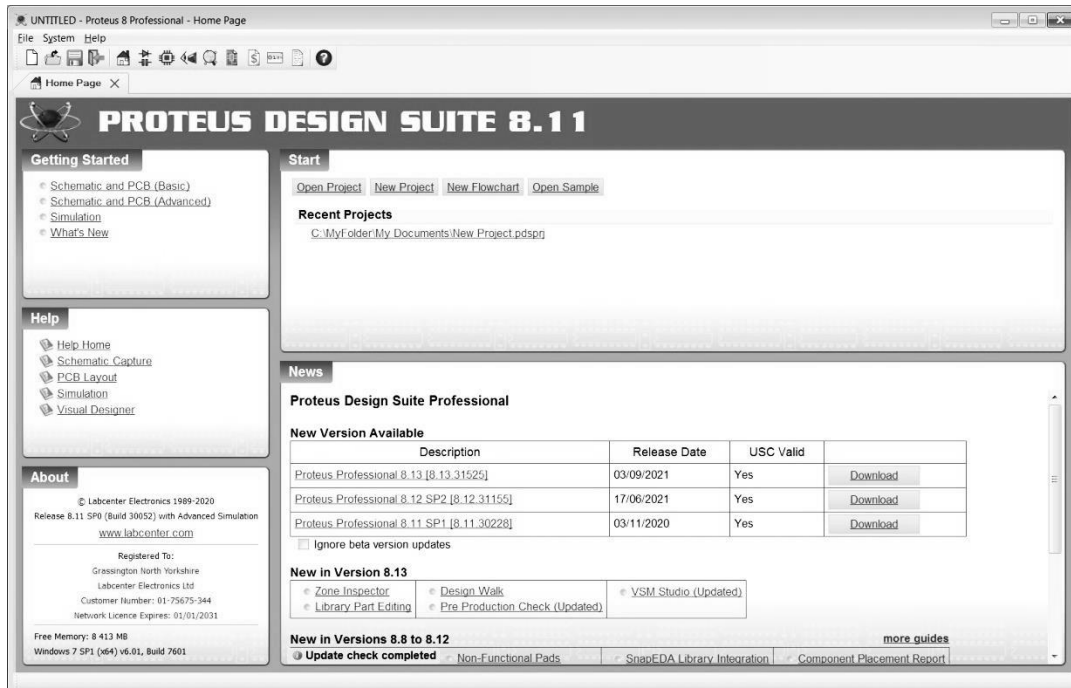 UNTITLED - Proteus 8 Professional - Home Page
File System Help
Home Page
PROTEUS DESIGN SUITE 8.11
Getting Started
Schematic and PCB (Basic)
Schematic and PCB (Advanced)
Simulation
What's New
Help
Help Home
Schematic Capture
PCB Layout
Simulation
Visual Designer
About
© Labcenter Electronics 1989-2020
Release 8.11 SP0 (Build 30052) with Advanced Simulation
www.labcenter.com
Registered To:
Grassington North Yorkshire
Labcenter Electronics Ltd
Customer Number: 01-75675-344
Network Licence Expires: 01/01/2031
Free Memory: 8 413 MB
Windows 7 SP1 (x64) v6.01, Build 7601
Start
Open Project New Project New Flowchart Open Sample
Recent Projects
C:\MyFolder\My Documents\New Project.pdsprj
News
Proteus Design Suite Professional
New Version Available
Description Release Date USC Valid
Proteus Professional 8.13 [8.13.31525] 03/09/2021 Yes Download
Proteus Professional 8.12 SP2 [8.12.31155] 17/06/2021 Yes Download
Proteus Professional 8.11 SP1 [8.11.30228] 03/11/2020 Yes Download
Ignore beta version updates
New in Version 8.13
Zone Inspector Design Walk VSM Studio (Updated)
Library Part Editing Pre Production Check (Updated)
New in Versions 8.8 to 8.12 more guides
Update check completed Non-Functional Pads SnapEDA Library Integration Component Placement Report